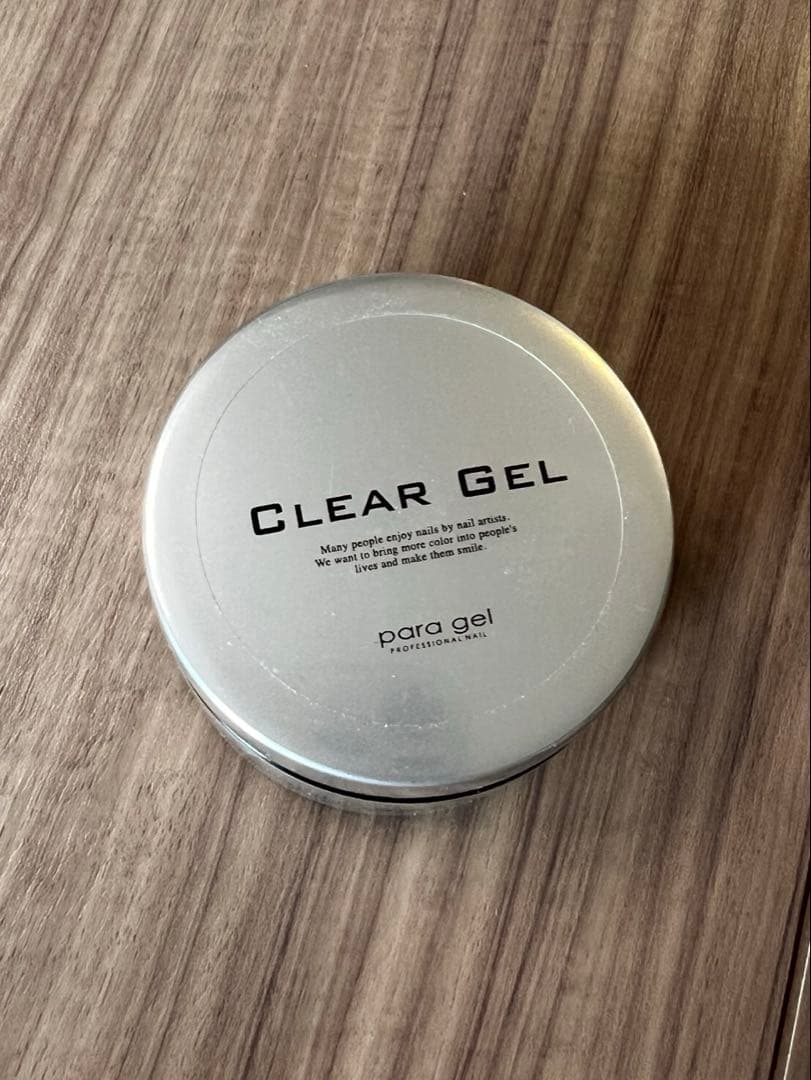 CLEAR GEL
Many people enjoy nails by nail artists.
We want to bring more color into people's
lives and make them smile.
para gel
PROFESSIONAL NAIL